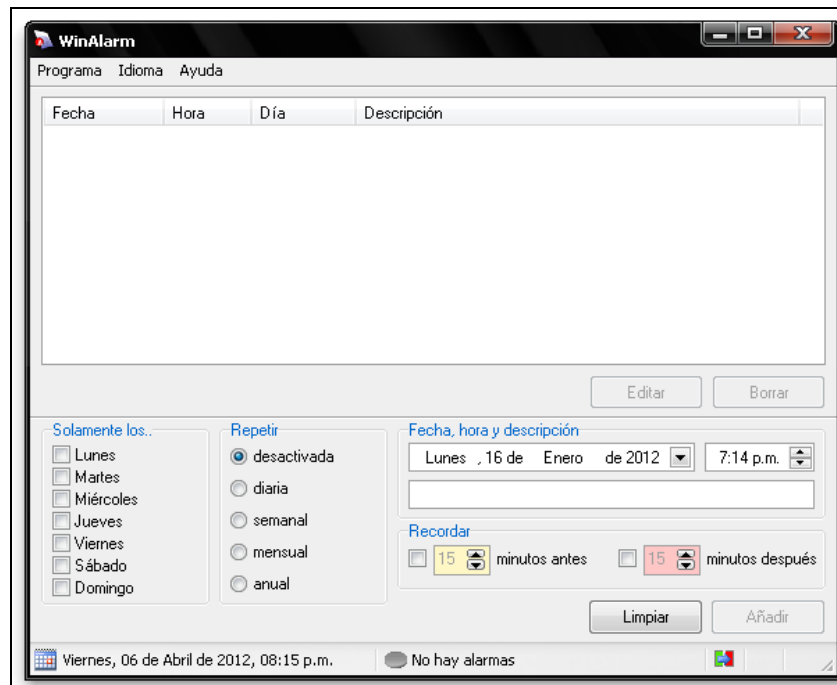 WinAlarm
Programa Idioma Ayuda
Fecha Hora Día Descripción
Editar Borrar
Solamente los..
Lunes
Martes
Miércoles
Jueves
Viernes
Sábado
Domingo
Repetir
desactivada
diaria
semanal
mensual
anual
Fecha, hora y descripción
Lunes , 16 de Enero de 2012 7:14 p.m.
Recordar
15 minutos antes 15 minutos después
Limpiar Añadir
Viernes, 06 de Abril de 2012, 08:15 p.m. No hay alarmas